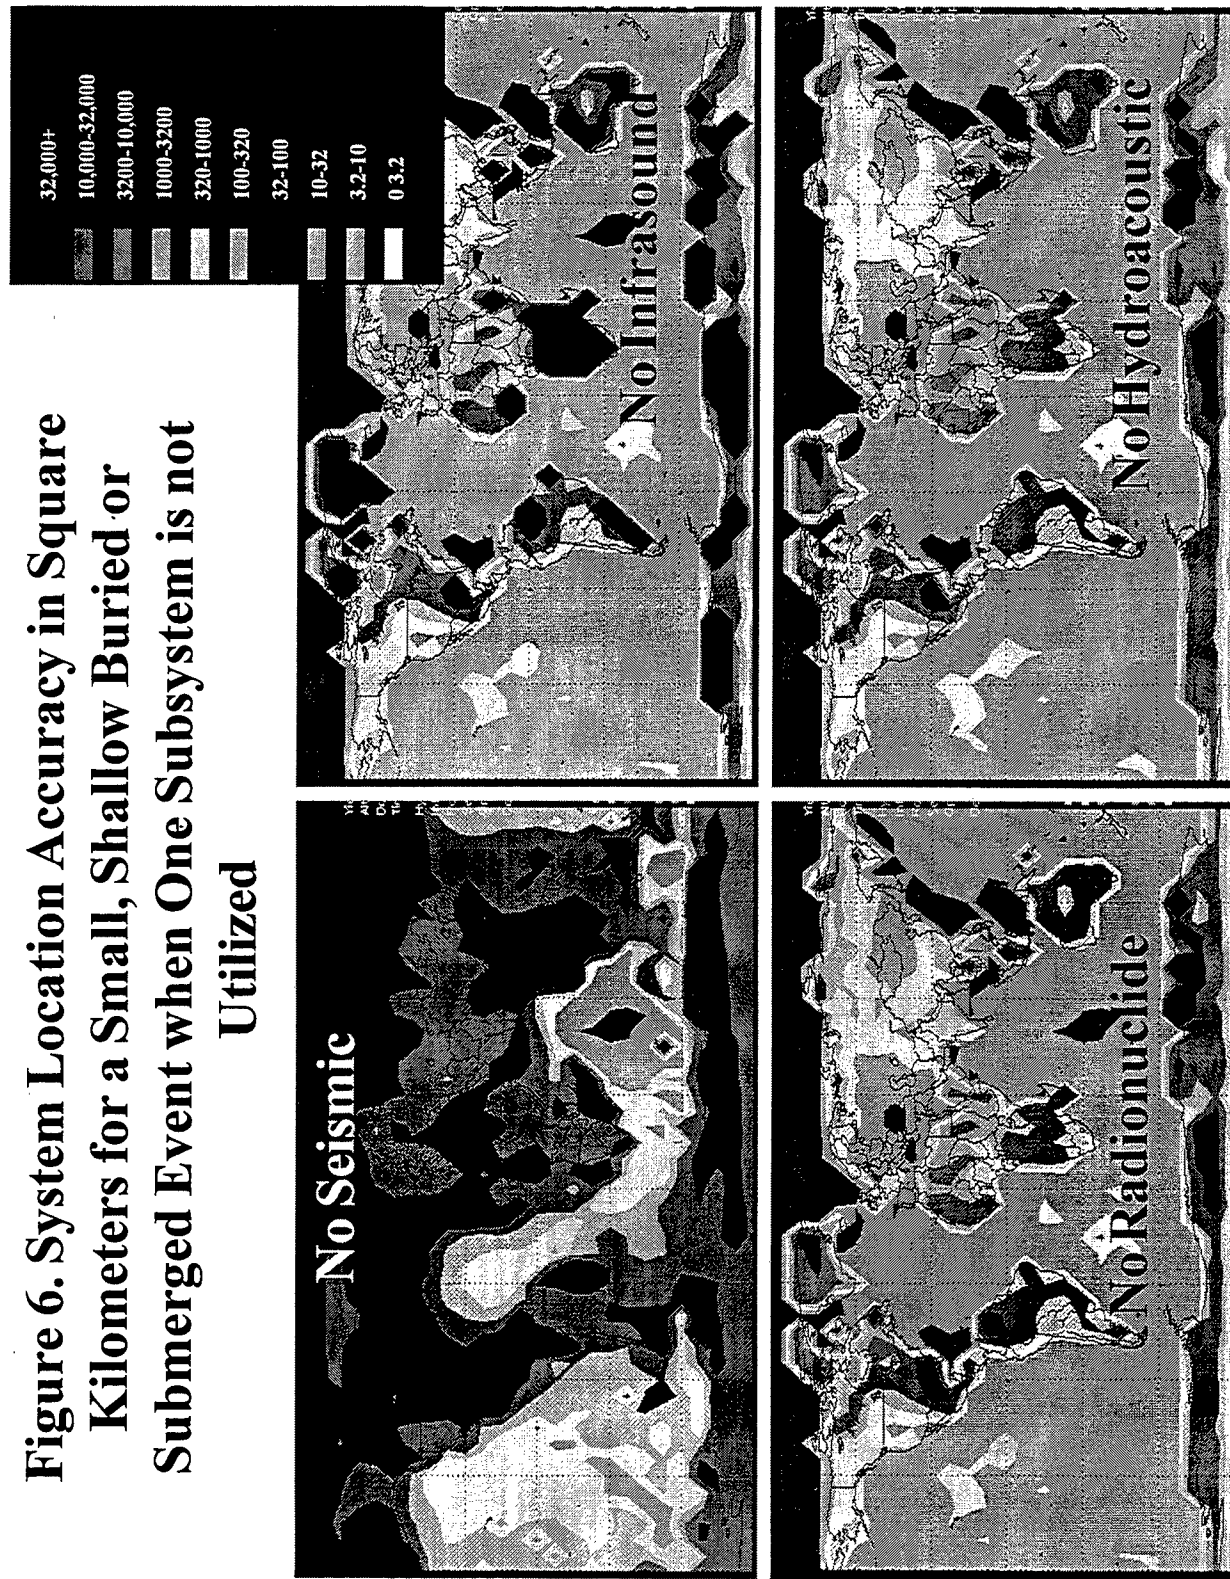 Figure 6. System Location Accuracy in Square
Kilometers for a Small, Shallow Buried or
Submerged Event when One Subsystem is not
Utilized
32,000+
10,000-32,000
3200-10,000
1000-3200
320-1000
100-320
32-100
10-32
3.2-10
0 3.2
No Seismic
No Infrasound
No Radionuclide
No Hydroacoustic